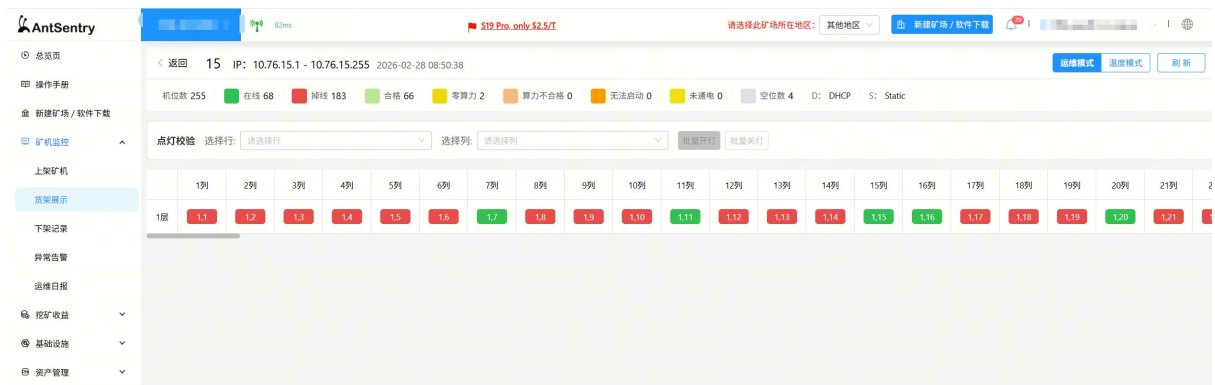 AntSentry
82ms
S19 Pro, only $2.5/T
请选择此矿场所在地区: 其他地区
新建矿场 / 软件下载
29
总览页
操作手册
新建矿场 / 软件下载
矿机监控
上架矿机
货架展示
下架记录
异常告警
运维日报
挖矿收益
基础设施
资产管理
返回 15 IP: 10.76.15.1 - 10.76.15.255 2026-02-28 08:50:38
运维模式 温度模式 刷 新
机位数 255 在线 68 掉线 183 合格 66 零算力 2 算力不合格 0 无法启动 0 未通电 0 空位数 4 D: DHCP S: Static
点灯校验 选择行: 请选择行 选择列: 请选择列 批量开灯 批量关灯
1列 2列 3列 4列 5列 6列 7列 8列 9列 10列 11列 12列 13列 14列 15列 16列 17列 18列 19列 20列 21列 2
1层 1,1 1,2 1,3 1,4 1,5 1,6 1,7 1,8 1,9 1,10 1,11 1,12 1,13 1,14 1,15 1,16 1,17 1,18 1,19 1,20 1,21 1